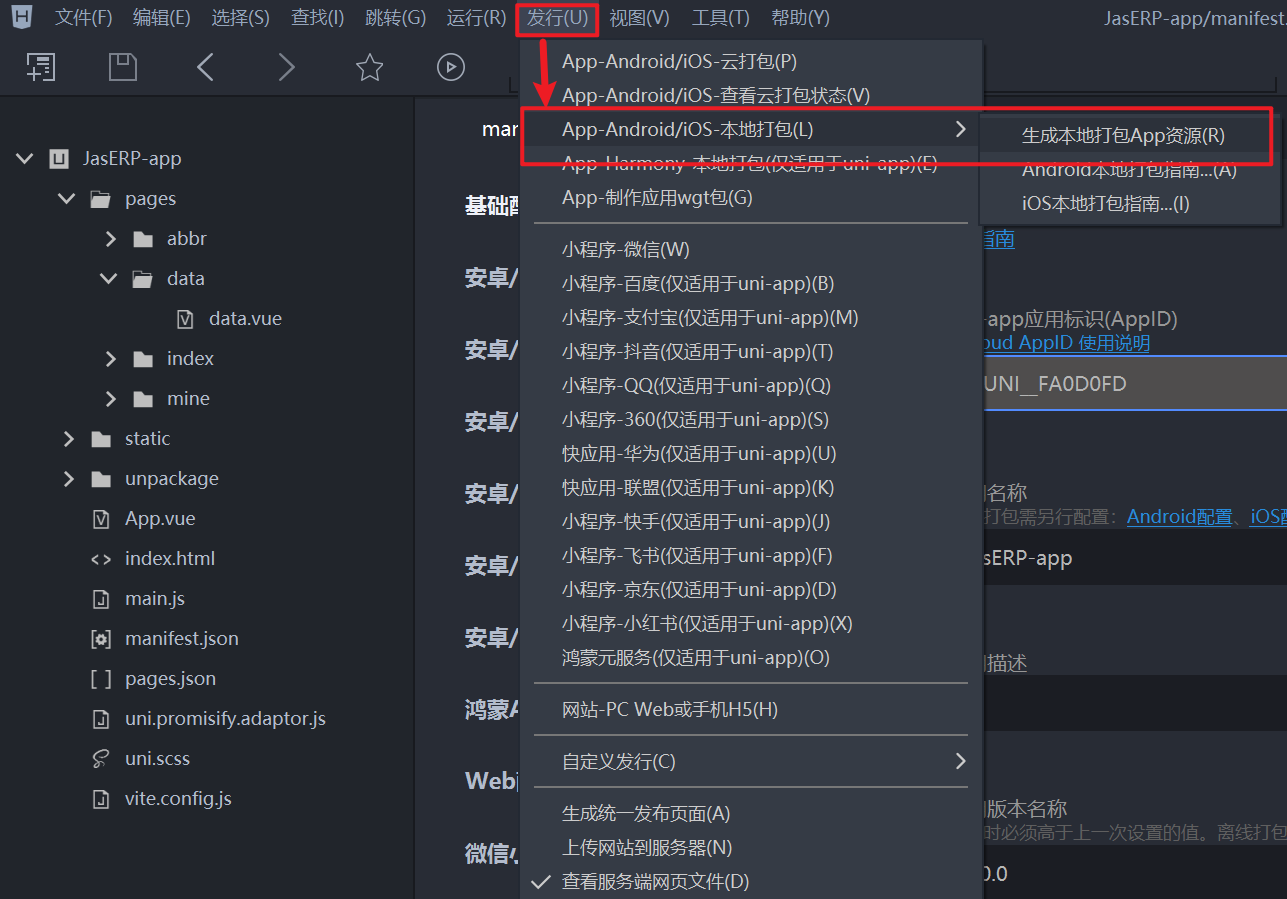 文件(F) 编辑(E) 选择(S) 查找(I) 跳转(G) 运行(R) 发行(U) 视图(V) 工具(T) 帮助(Y) JasERP-app/manifest.
JasERP-app
pages
abbr
data
data.vue
index
mine
static
unpackage
App.vue
index.html
main.js
manifest.json
pages.json
uni.promisify.adaptor.js
uni.scss
vite.config.js
App-Android/iOS-云打包(P)
App-Android/iOS-查看云打包状态(V)
App-Android/iOS-本地打包(L)
App-Harmony-本地打包(仅适用于uni-app)(E)
App-制作应用wgt包(G)
小程序-微信(W)
小程序-百度(仅适用于uni-app)(B)
小程序-支付宝(仅适用于uni-app)(M)
小程序-抖音(仅适用于uni-app)(T)
小程序-QQ(仅适用于uni-app)(Q)
小程序-360(仅适用于uni-app)(S)
快应用-华为(仅适用于uni-app)(U)
快应用-联盟(仅适用于uni-app)(K)
小程序-快手(仅适用于uni-app)(J)
小程序-飞书(仅适用于uni-app)(F)
小程序-京东(仅适用于uni-app)(D)
小程序-小红书(仅适用于uni-app)(X)
鸿蒙元服务(仅适用于uni-app)(O)
网站-PC Web或手机H5(H)
自定义发行(C)
生成统一发布页面(A)
上传网站到服务器(N)
查看服务端网页文件(D)
生成本地打包App资源(R)
Android本地打包指南...(A)
iOS本地打包指南...(I)
man
基础配
安卓/
安卓/
安卓/
安卓/
安卓/
安卓/
鸿蒙A
Webi
微信小
指南
-app应用标识(AppID)
oud AppID 使用说明
UNI__FA0D0FD
名称
打包需另行配置：Android配置、iOS配
sERP-app
描述
版本名称
时必须高于上一次设置的值。离线打包
0.0